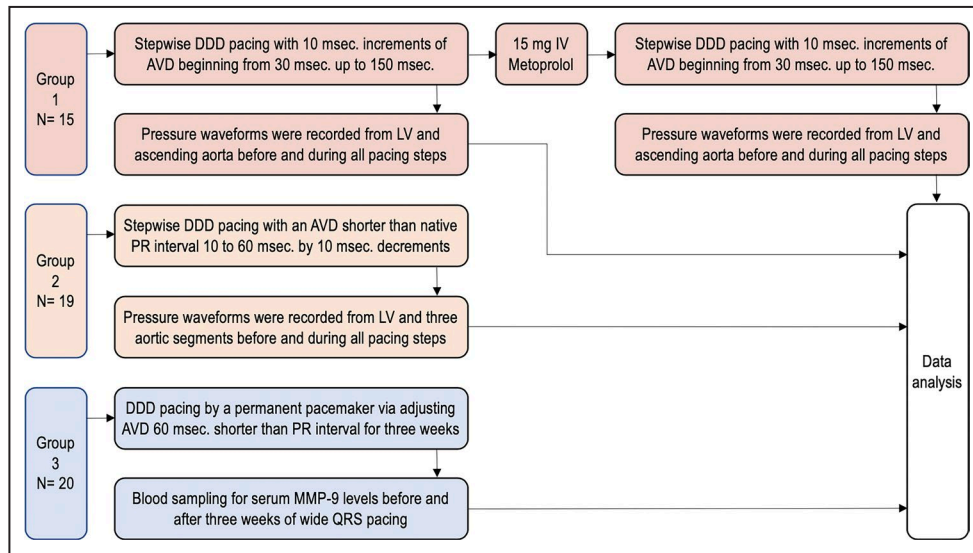 Group
1
N= 15
Stepwise DDD pacing with 10 msec. increments of
AVD beginning from 30 msec. up to 150 msec.
15 mg IV
Metoprolol
Stepwise DDD pacing with 10 msec. increments of
AVD beginning from 30 msec. up to 150 msec.
Pressure waveforms were recorded from LV and
ascending aorta before and during all pacing steps
Pressure waveforms were recorded from LV and
ascending aorta before and during all pacing steps
Group
2
N= 19
Stepwise DDD pacing with an AVD shorter than native
PR interval 10 to 60 msec. by 10 msec. decrements
Pressure waveforms were recorded from LV and three
aortic segments before and during all pacing steps
Data
analysis
Group
3
N= 20
DDD pacing by a permanent pacemaker via adjusting
AVD 60 msec. shorter than PR interval for three weeks
Blood sampling for serum MMP-9 levels before and
after three weeks of wide QRS pacing